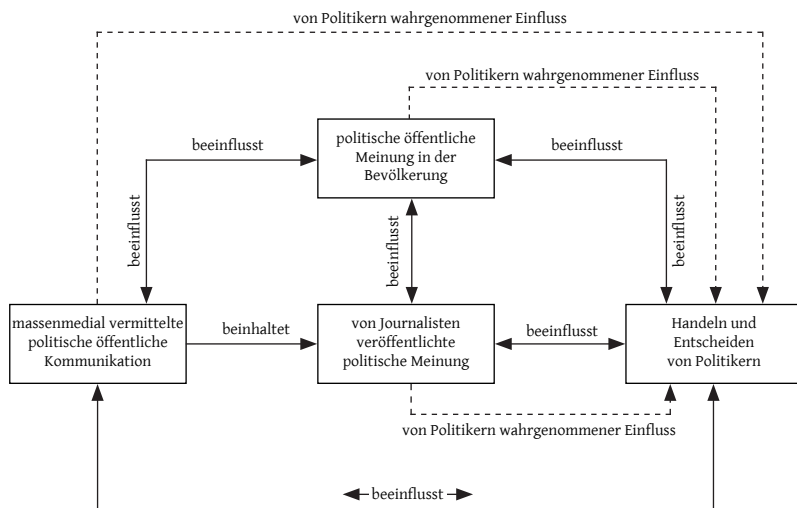 von Politikern wahrgenommener Einfluss
von Politikern wahrgenommener Einfluss
politische öffentliche
Meinung in der
Bevölkerung
beeinflusst
beeinflusst
beeinflusst
beeinflusst
beeinflusst
massenmedial vermittelte
politische öffentliche
Kommunikation
beinhaltet
von Journalisten
veröffentlichte
politische Meinung
beeinflusst
Handeln und
Entscheiden
von Politikern
von Politikern wahrgenommener Einfluss
beeinflusst